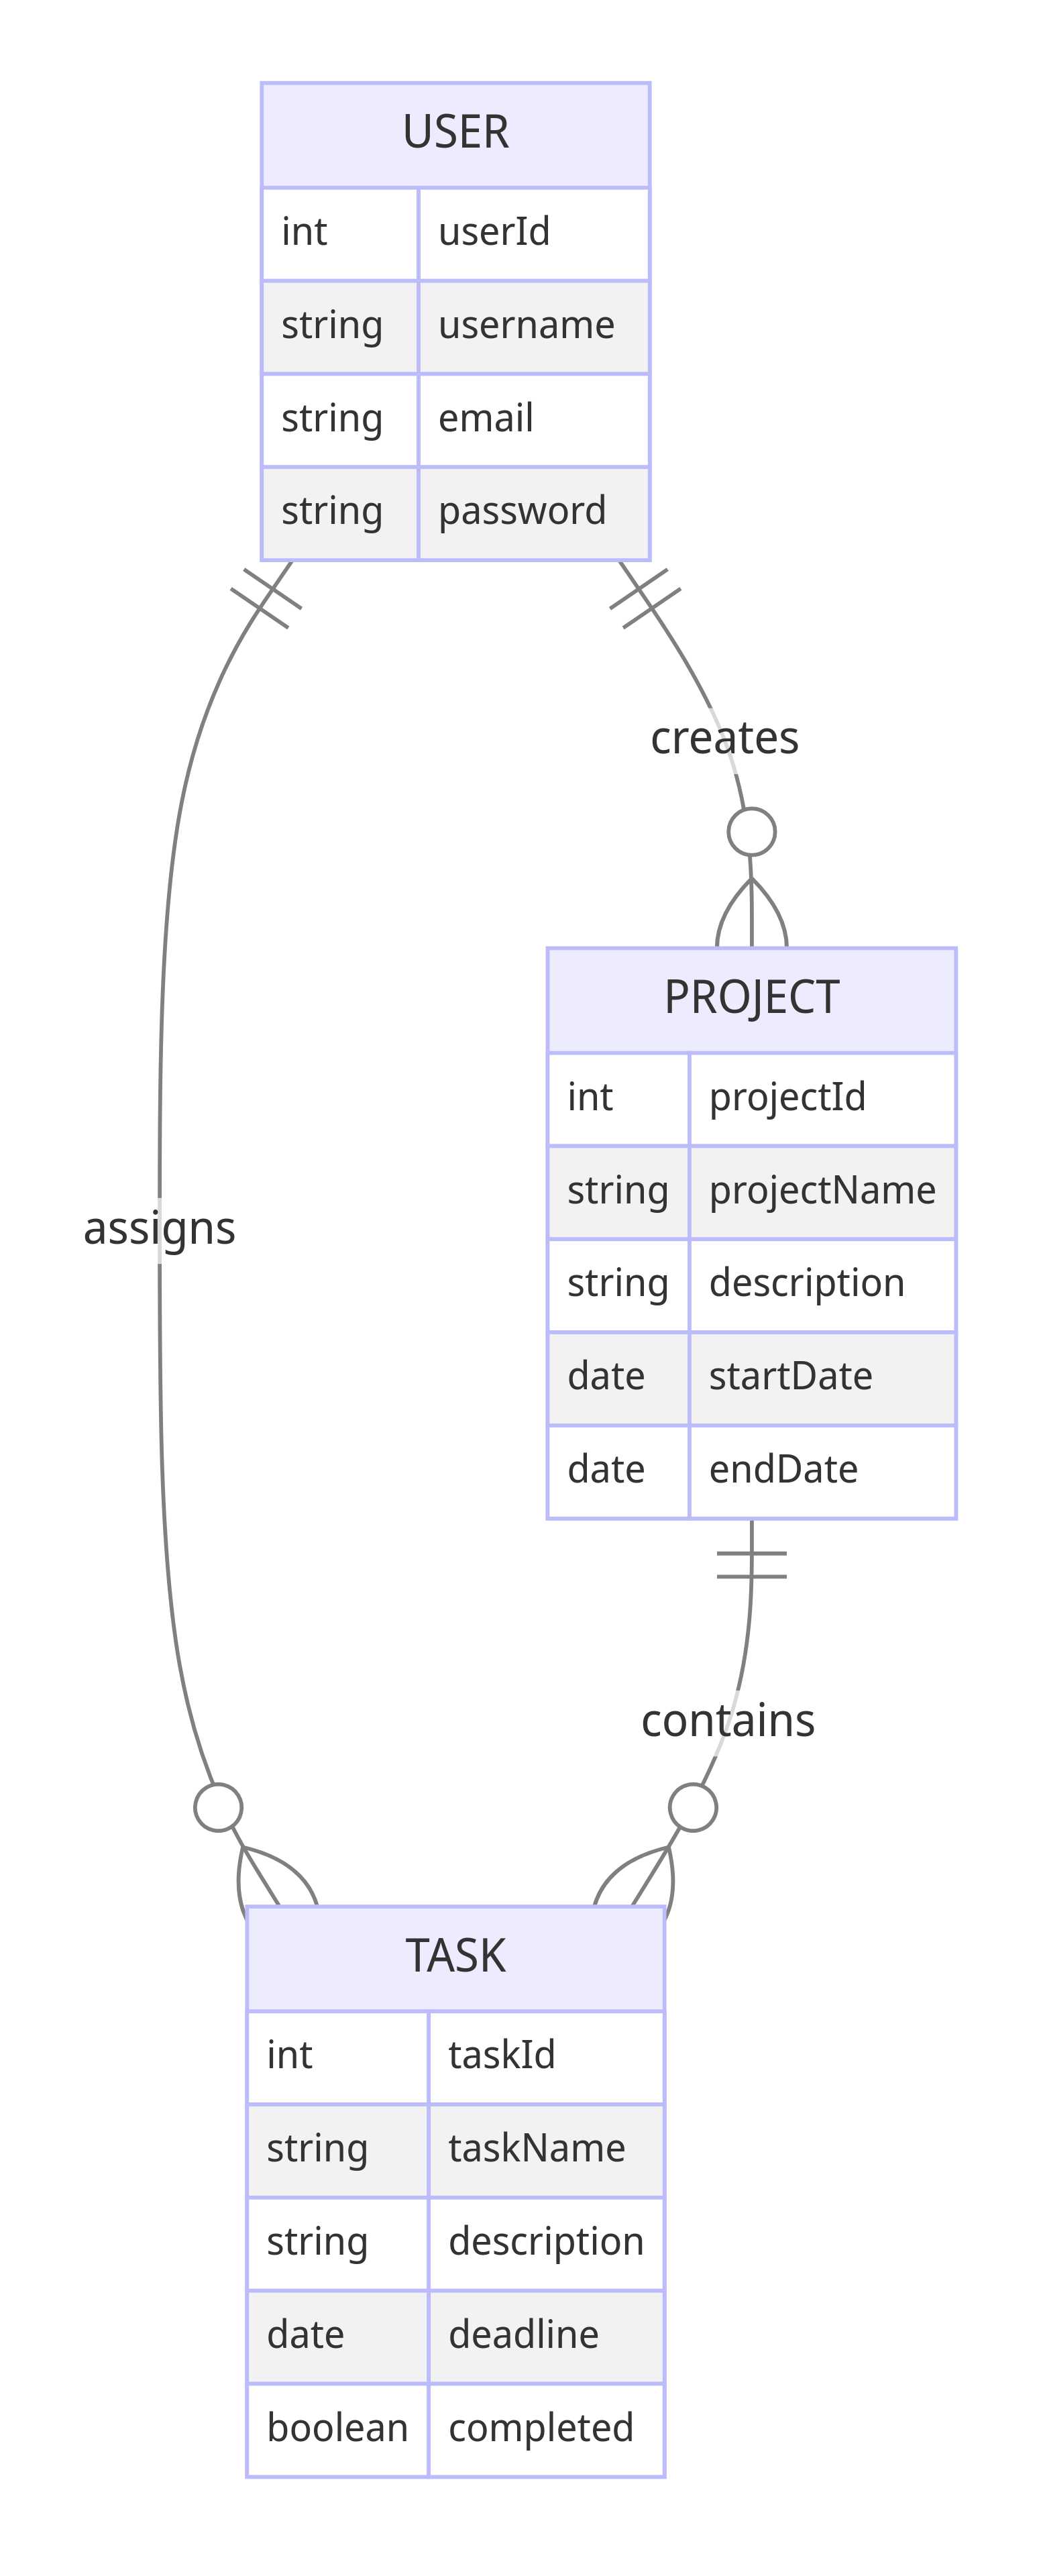 USER
int userId
string username
string email
string password
creates
PROJECT
int projectId
string projectName
assigns
string description
date startDate
date endDate
contains
TASK
int taskId
string taskName
string description
date deadline
boolean completed